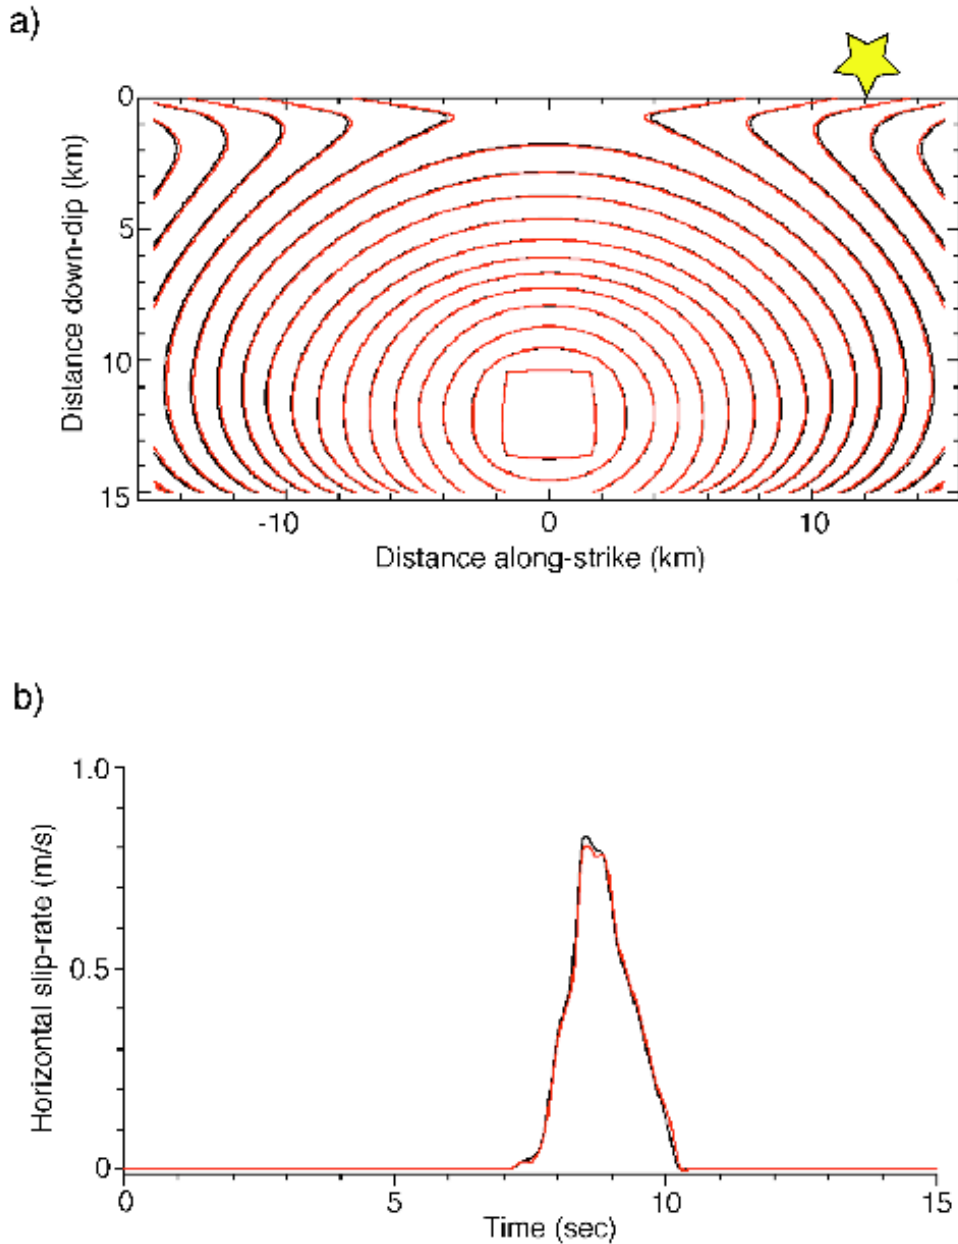 a)
0
5
10
15
Distance down-dip (km)
-10 0 10
Distance along-strike (km)
b)
1.0
0.5
0
Horizontal slip-rate (m/s)
0 5 10 15
Time (sec)